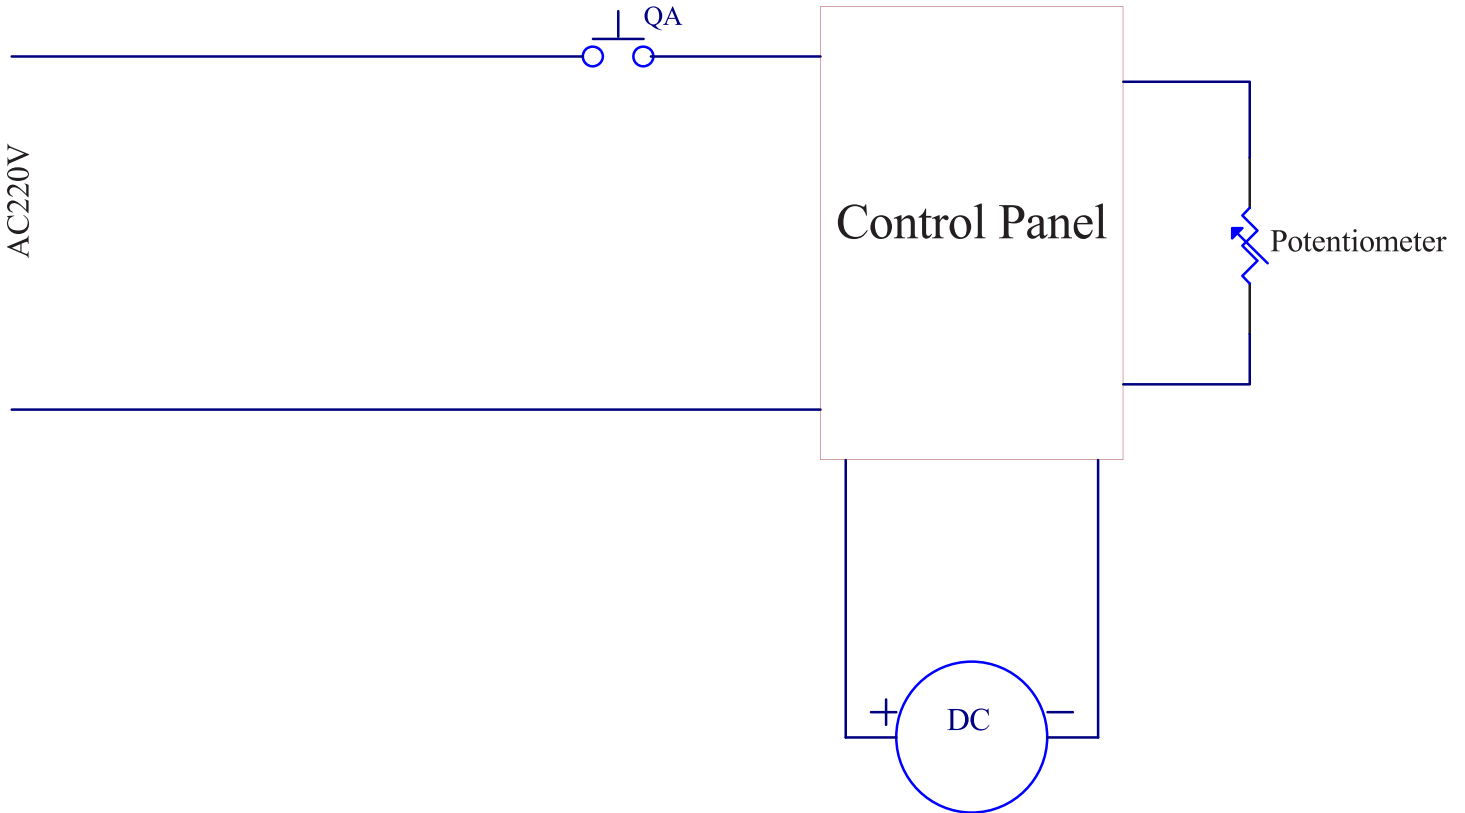 QA
AC220V
Control Panel
Potentiometer
+
DC
−